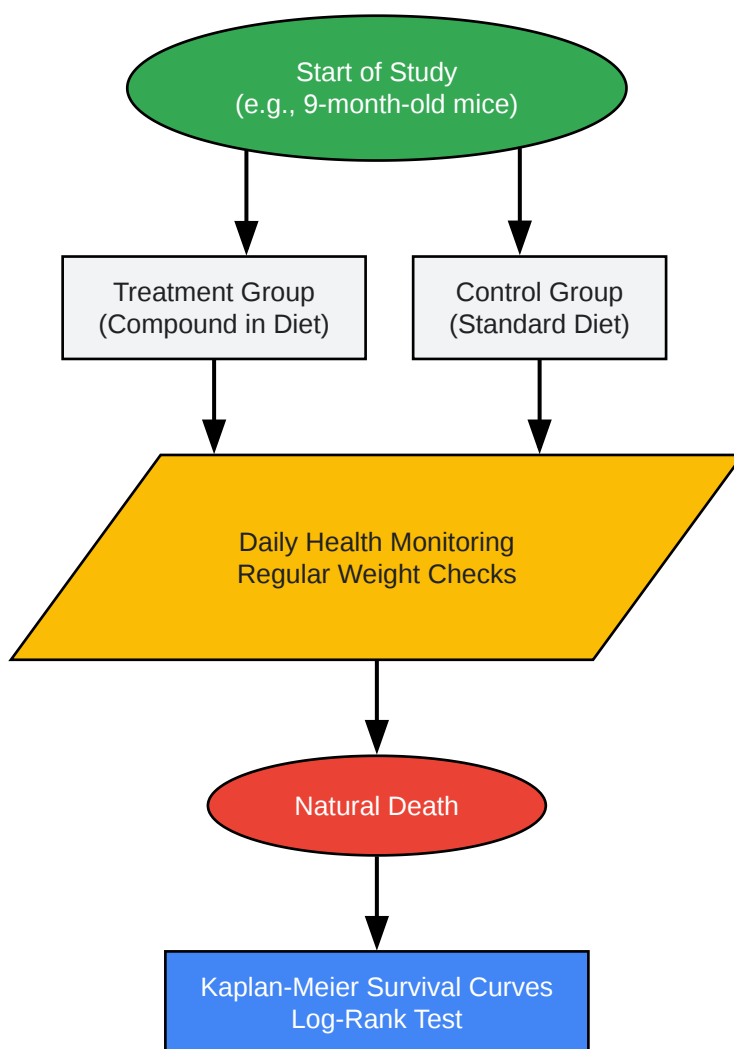 Start of Study
(e.g., 9-month-old mice)
Treatment Group
(Compound in Diet)
Control Group
(Standard Diet)
Daily Health Monitoring
Regular Weight Checks
Natural Death
Kaplan-Meier Survival Curves
Log-Rank Test